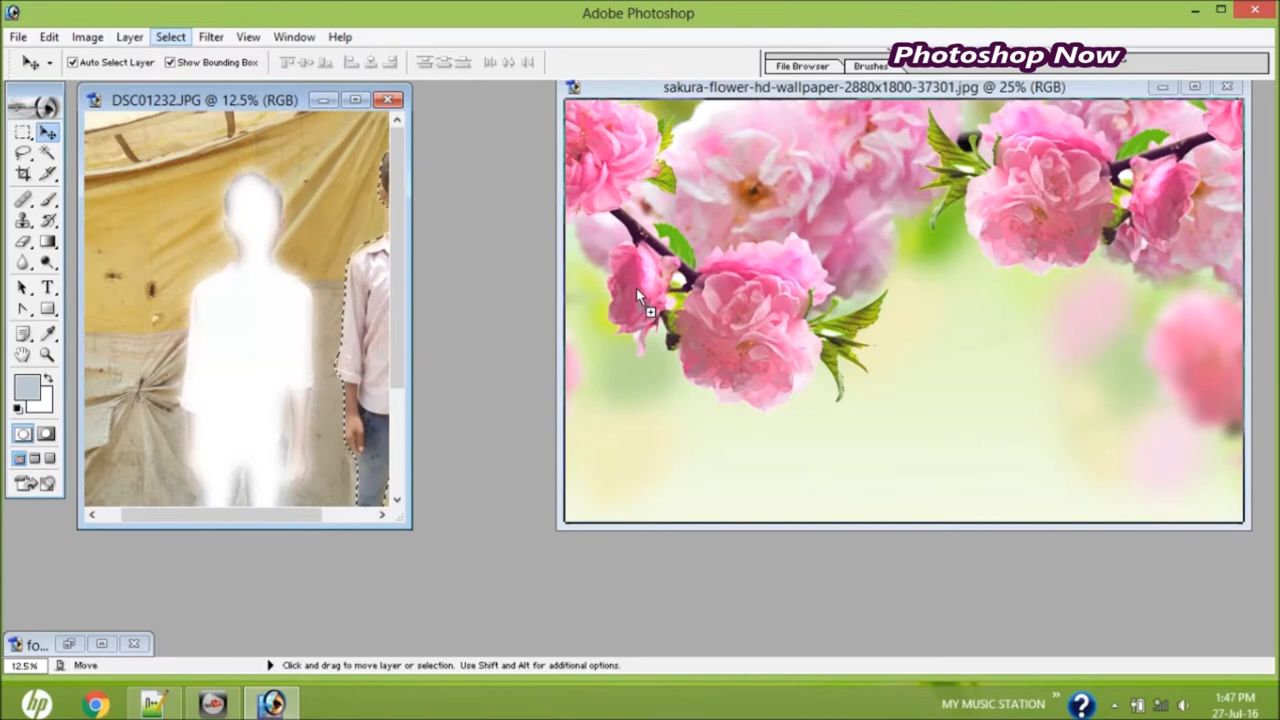 Adobe Photoshop
File Edit Image Layer Select Filter View Window Help
Auto Select Layer Show Bounding Box
File Browser Brushes
Photoshop Now
DSC01232.JPG @ 12.5% (RGB)
sakura-flower-hd-wallpaper-2880x1800-37301.jpg @ 25% (RGB)
T
fo...
12.5% Move Click and drag to move layer or selection. Use Shift and Alt for additional options.
hp
MY MUSIC STATION
1:47 PM
27-Jul-16